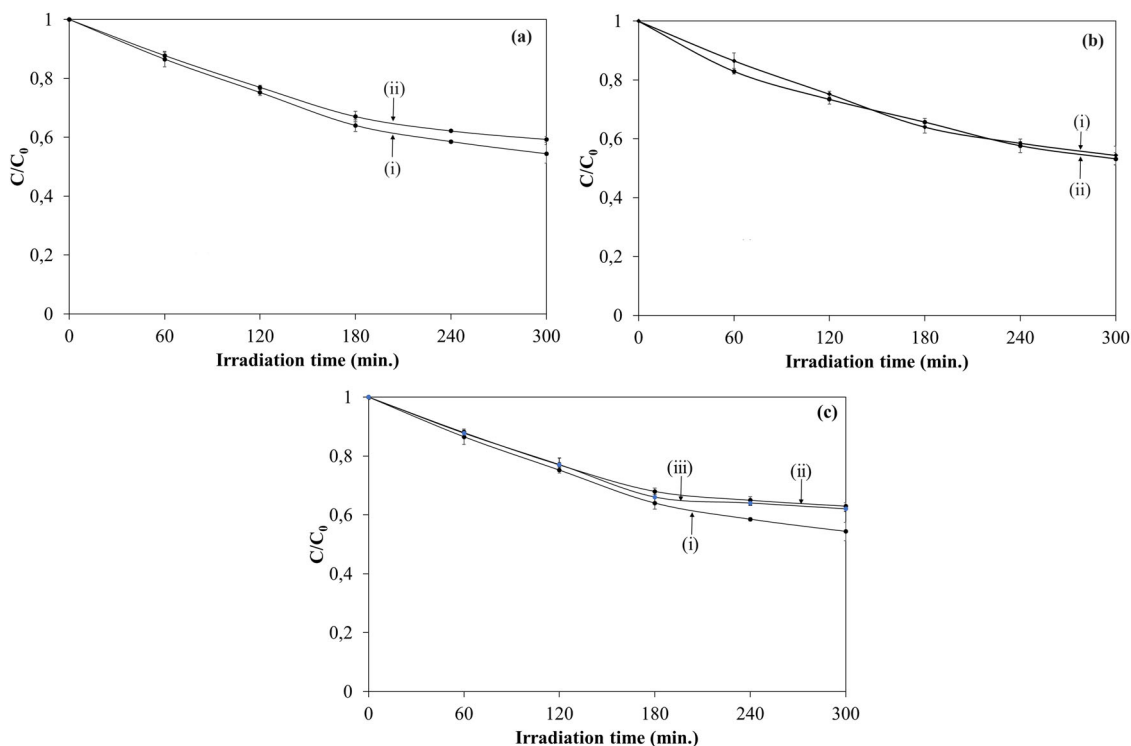 (a)
1
0,8
0,6
0,4
0,2
0
C/C0
(ii)
(i)
0 60 120 180 240 300
Irradiation time (min.)
(b)
1
0,8
0,6
0,4
0,2
0
C/C0
(i)
(ii)
0 60 120 180 240 300
Irradiation time (min.)
(c)
1
0,8
0,6
0,4
0,2
0
C/C0
(iii) (ii)
(i)
0 60 120 180 240 300
Irradiation time (min.)